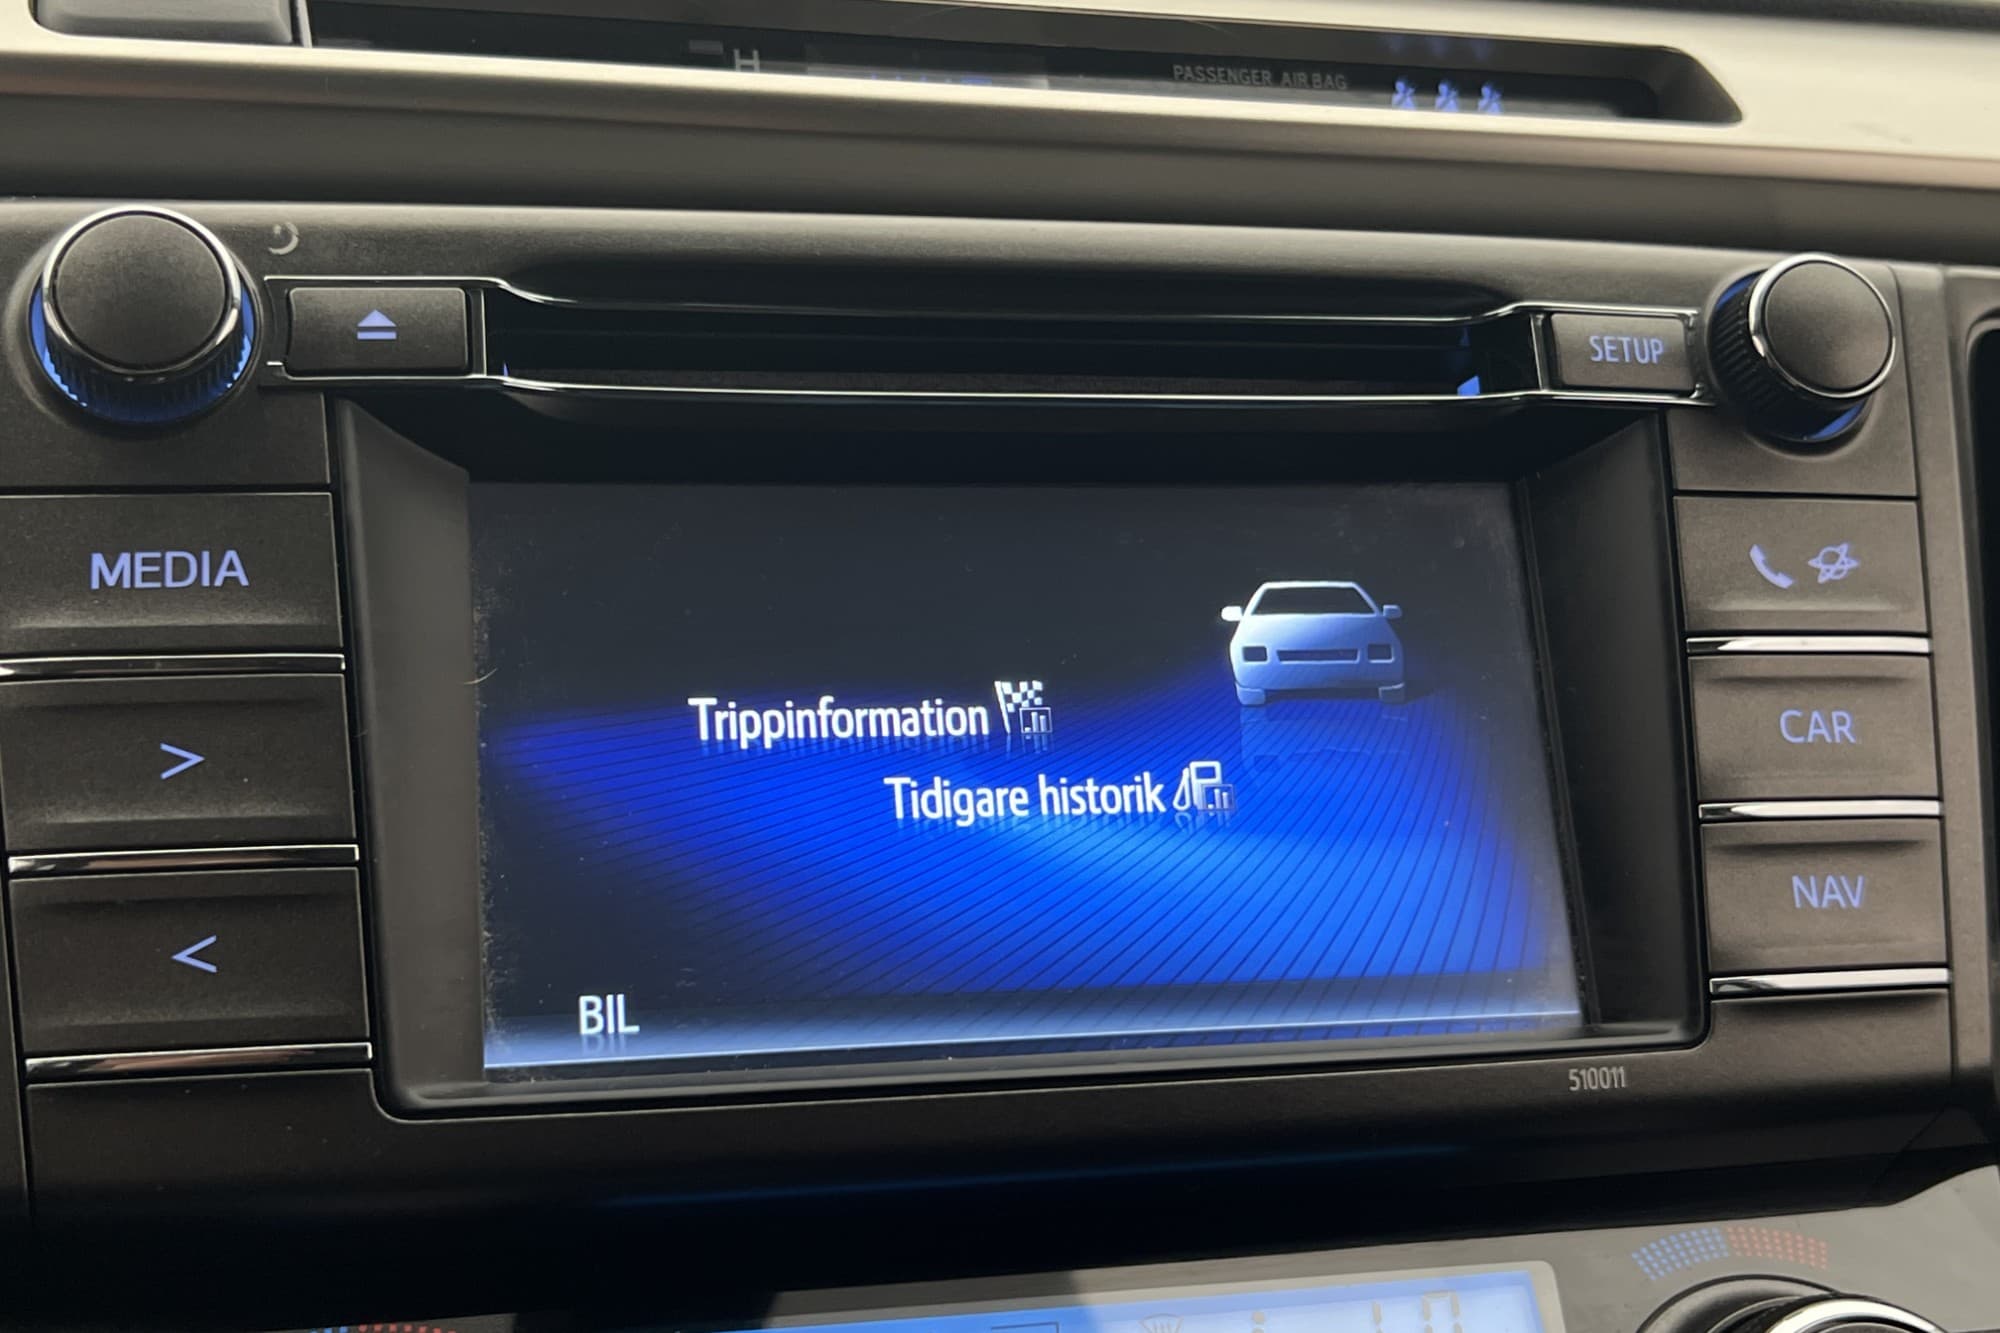 H
PASSENGER AIR BAG
SETUP
MEDIA
>
<
CAR
NAV
Trippinformation
Tidigare historik
BIL
510011